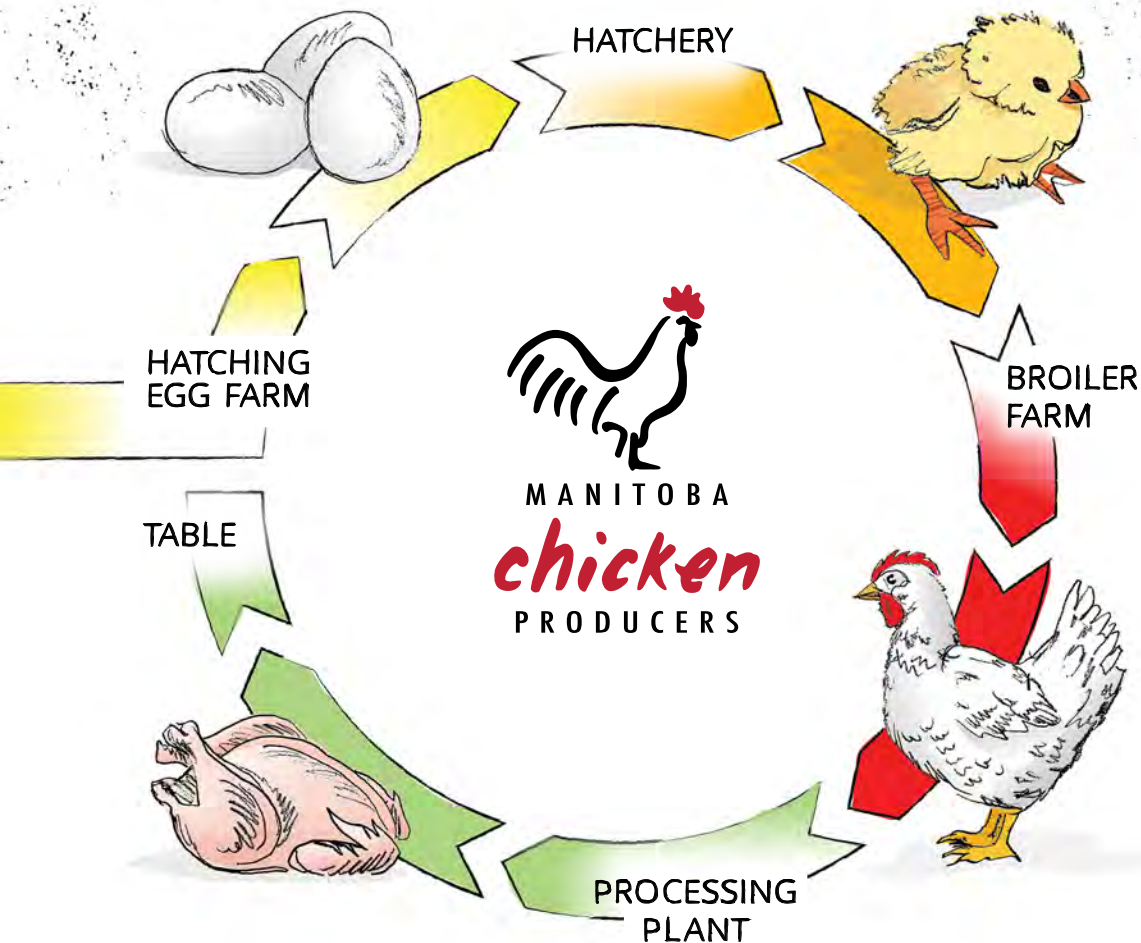 HATCHERY
HATCHING
EGG FARM
BROILER
FARM
MANITOBA
chicken
PRODUCERS
TABLE
PROCESSING
PLANT